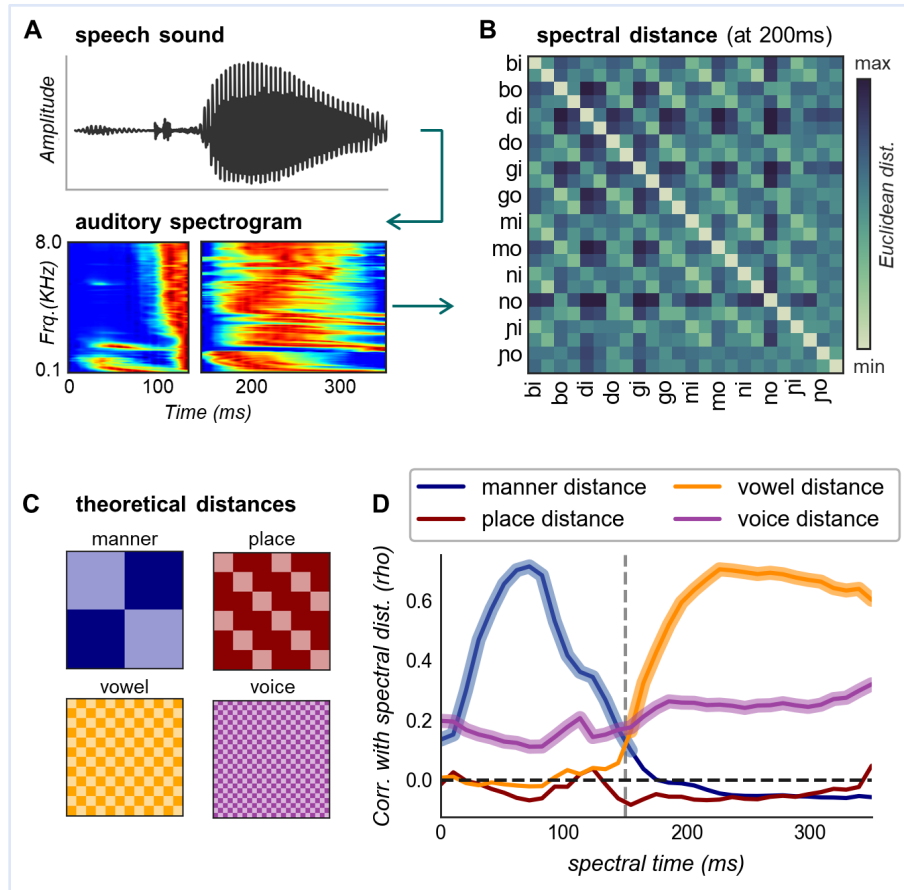 A
speech sound
Amplitude
auditory spectrogram
Frq.(KHz)
8.0
0.1
0
100
200
300
Time (ms)
B
spectral distance (at 200ms)
bi
bo
di
do
gi
go
mi
mo
ni
no
ɲi
ɲo
bi
bo
di
do
gi
go
mi
mo
ni
no
ɲi
ɲo
max
Euclidean dist.
min
C
theoretical distances
manner
place
vowel
voice
D
manner distance
vowel distance
place distance
voice distance
Corr. with spectral dist. (rho)
0.6
0.4
0.2
0.0
0
100
200
300
spectral time (ms)